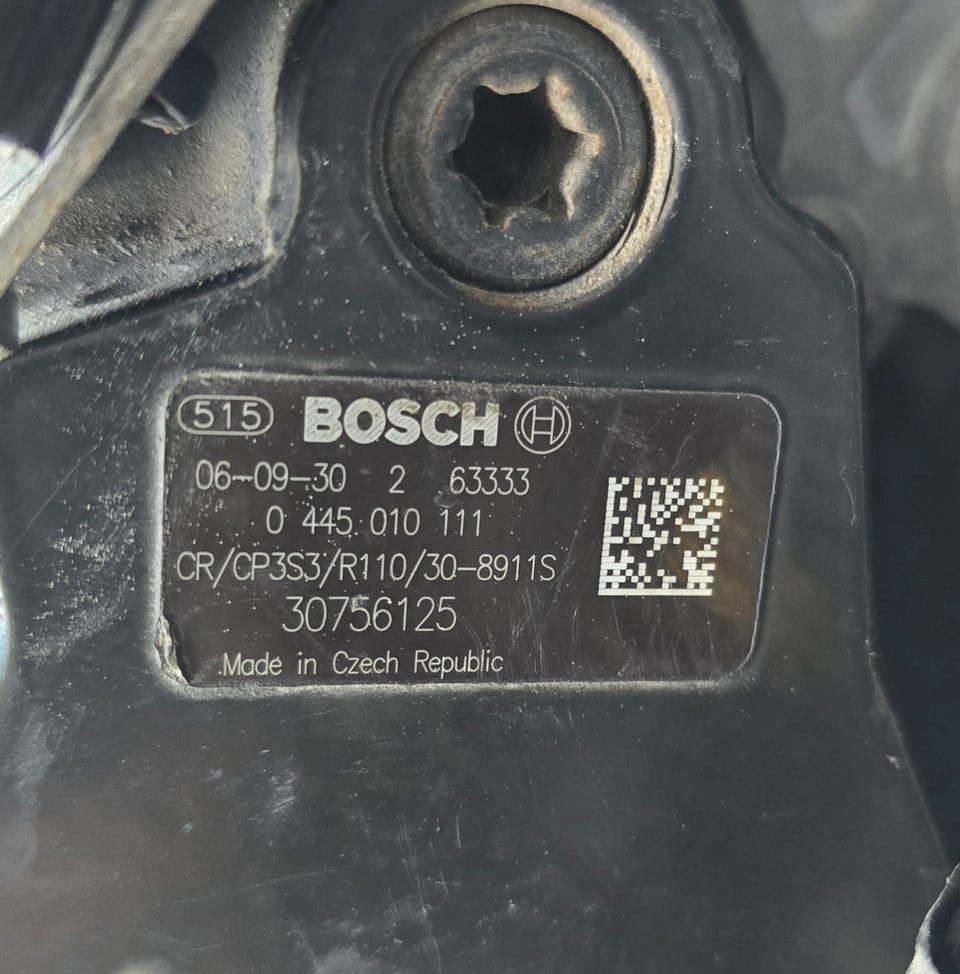 515 BOSCH
06-09-30 2 63333
0 445 010 111
CR/CP3S3/R110/30-8911S
30756125
Made in Czech Republic